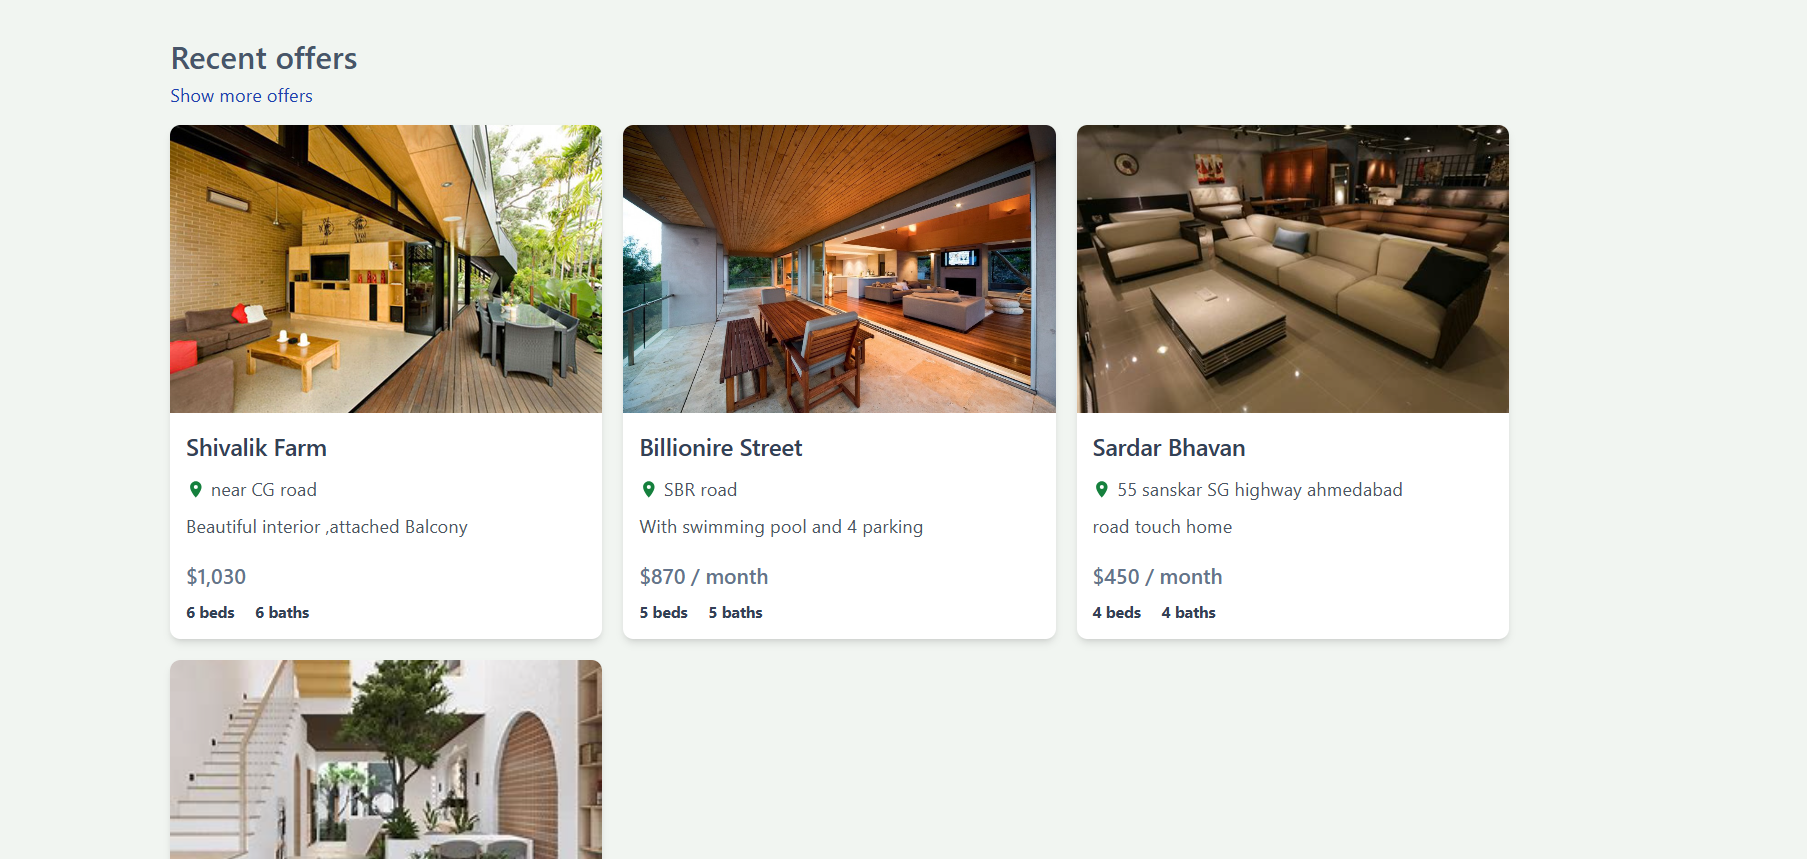 Recent offers
Show more offers
Shivalik Farm
near CG road
Beautiful interior ,attached Balcony
$1,030
6 beds 6 baths
Billionire Street
SBR road
With swimming pool and 4 parking
$870 / month
5 beds 5 baths
Sardar Bhavan
55 sanskar SG highway ahmedabad
road touch home
$450 / month
4 beds 4 baths